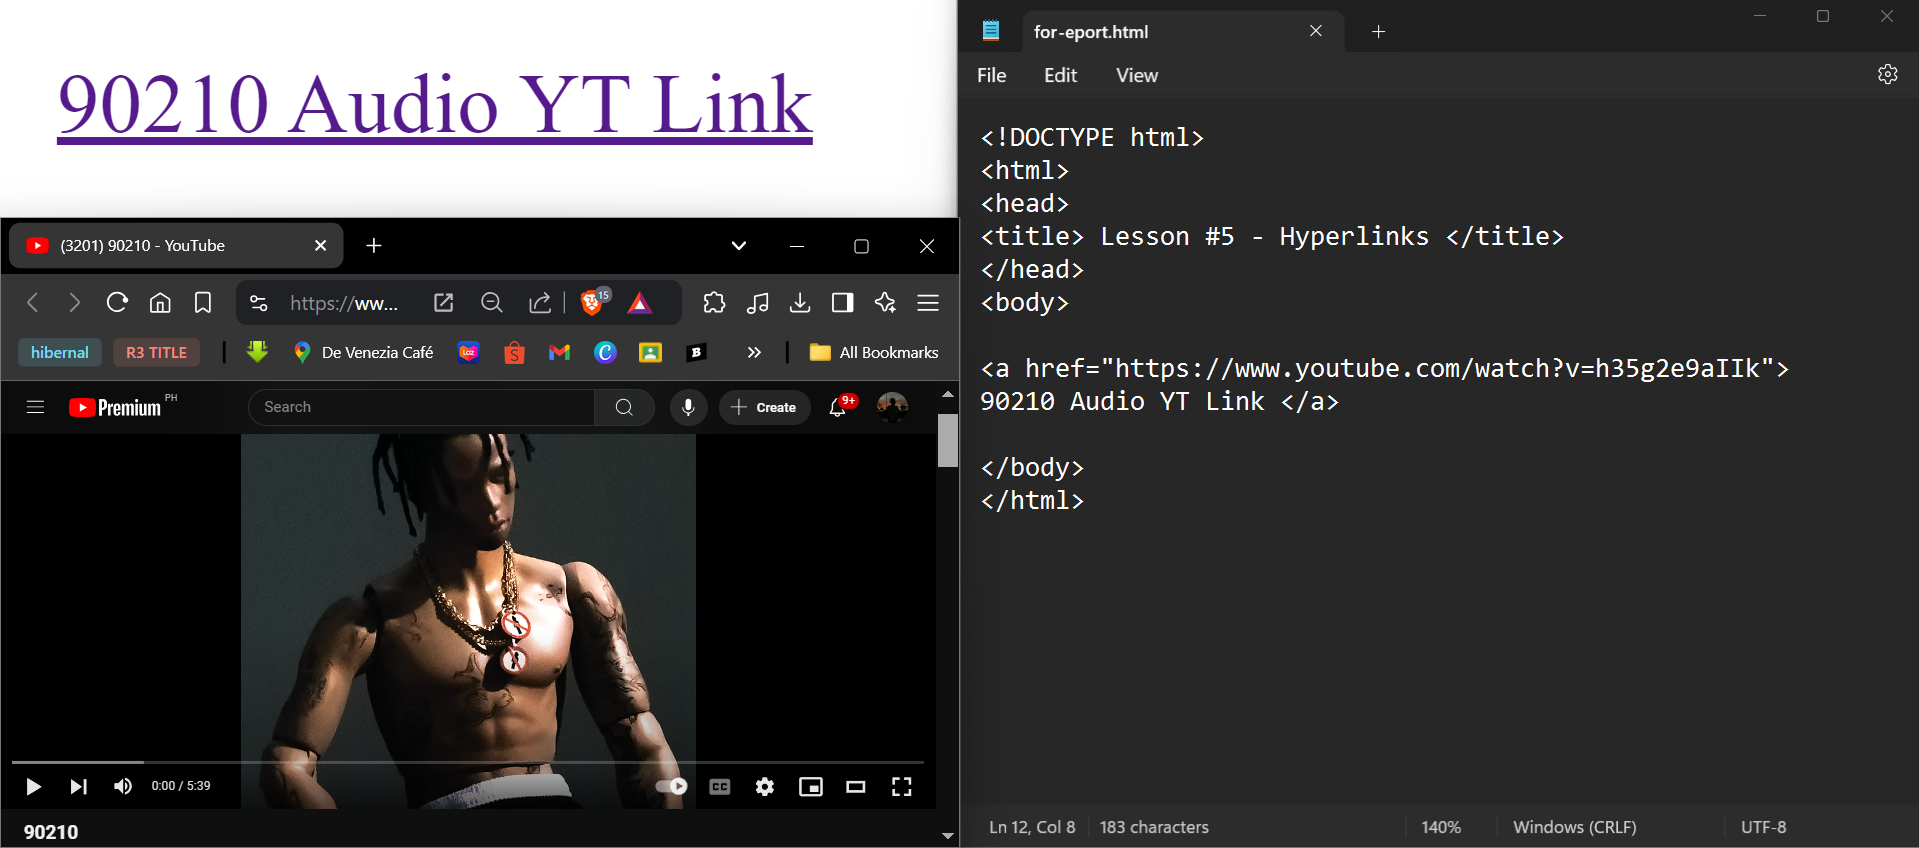 90210 Audio YT Link
(3201) 90210 - YouTube
https://ww...
15
hibernal
R3 TITLE
De Venezia Café
All Bookmarks
Premium PH
Search
Create
9+
0:00 / 5:39
CC
90210
for-eport.html
File Edit View
<!DOCTYPE html>
<html>
<head>
<title> Lesson #5 - Hyperlinks </title>
</head>
<body>
<a href="https://www.youtube.com/watch?v=h35g2e9aIIk">
90210 Audio YT Link </a>
</body>
</html>
Ln 12, Col 8 183 characters 140% Windows (CRLF) UTF-8